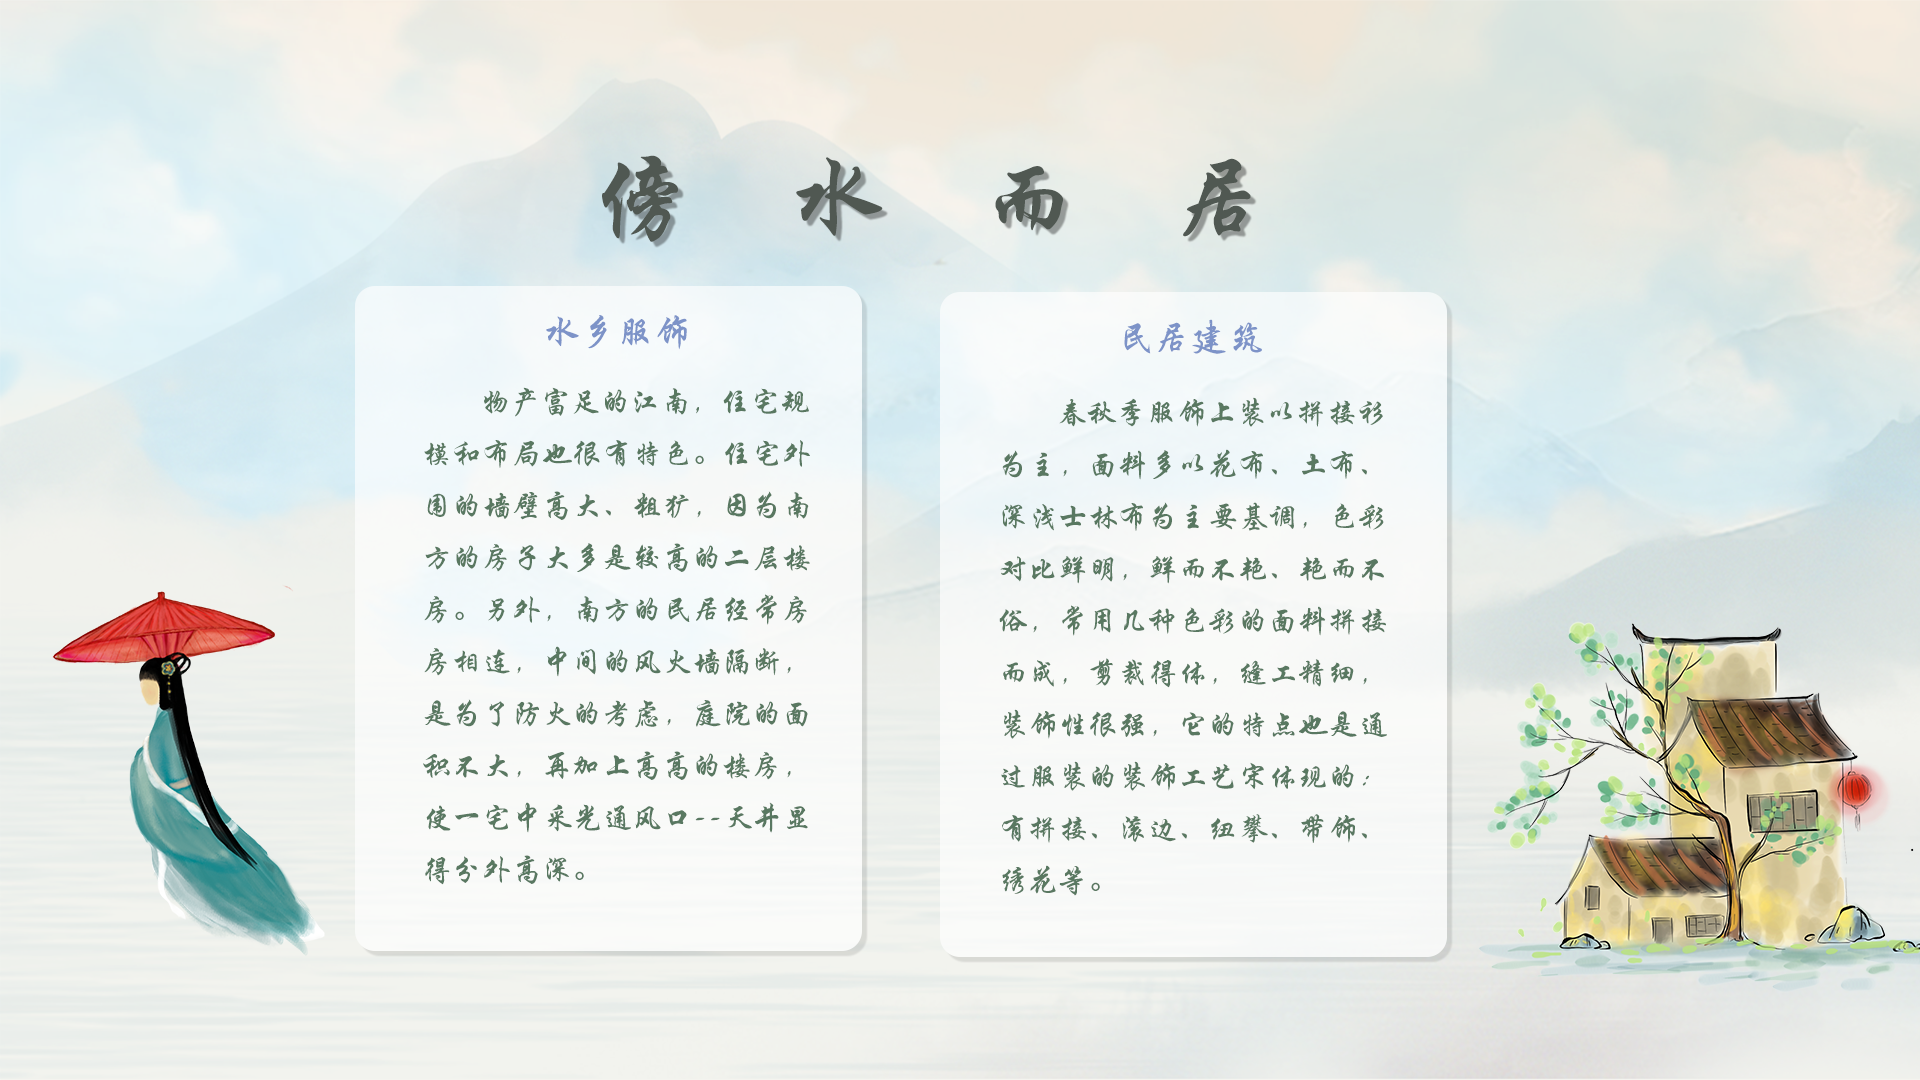 傍水而居
水乡服饰
物产富足的江南，住宅规
模和布局也很有特色。住宅外
围的墙壁高大、粗犷，因为南
方的房子大多是较高的二层楼
房。另外，南方的民居经常房
房相连，中间的风火墙隔断，
是为了防火的考虑，庭院的面
积不大，再加上高高的楼房，
使一宅中采光通风口--天井显
得分外高深。
民居建筑
春秋季服饰上装以拼接衫
为主，面料多以花布、土布、
深浅士林布为主要基调，色彩
对比鲜明，鲜而不艳、艳而不
俗，常用几种色彩的面料拼接
而成，剪裁得体，缝工精细，
装饰性很强，它的特点也是通
过服装的装饰工艺宋体现的：
有拼接、滚边、纽攀、带饰、
绣花等。